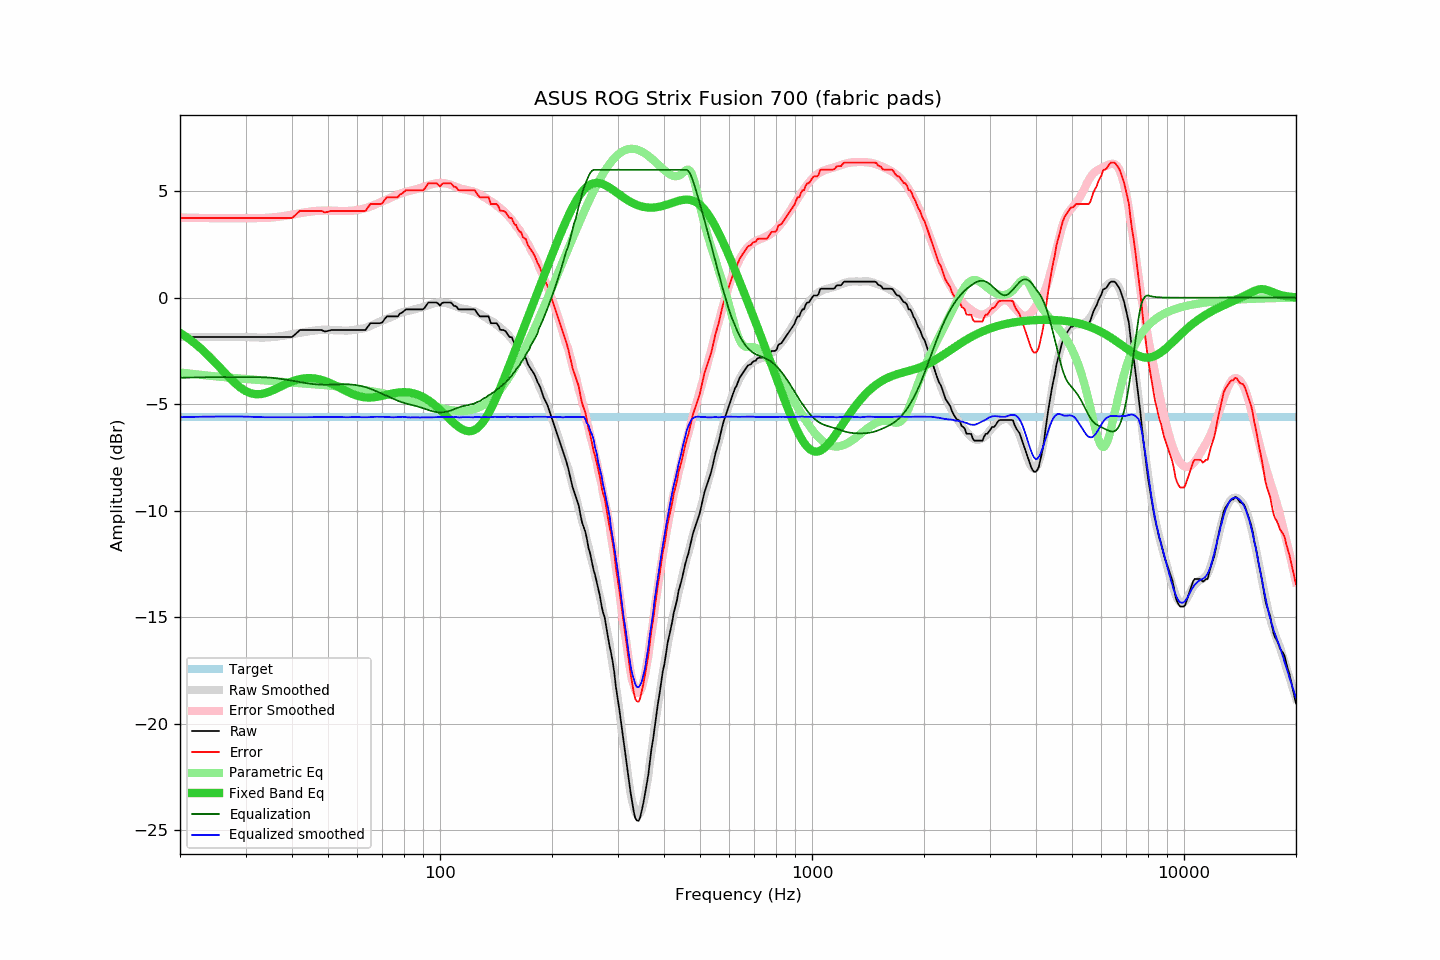 ASUS ROG Strix Fusion 700 (fabric pads)
Amplitude (dBr)
5
0
−5
−10
−15
−20
−25
Target
Raw Smoothed
Error Smoothed
Raw
Error
Parametric Eq
Fixed Band Eq
Equalization
Equalized smoothed
100
1000
10000
Frequency (Hz)